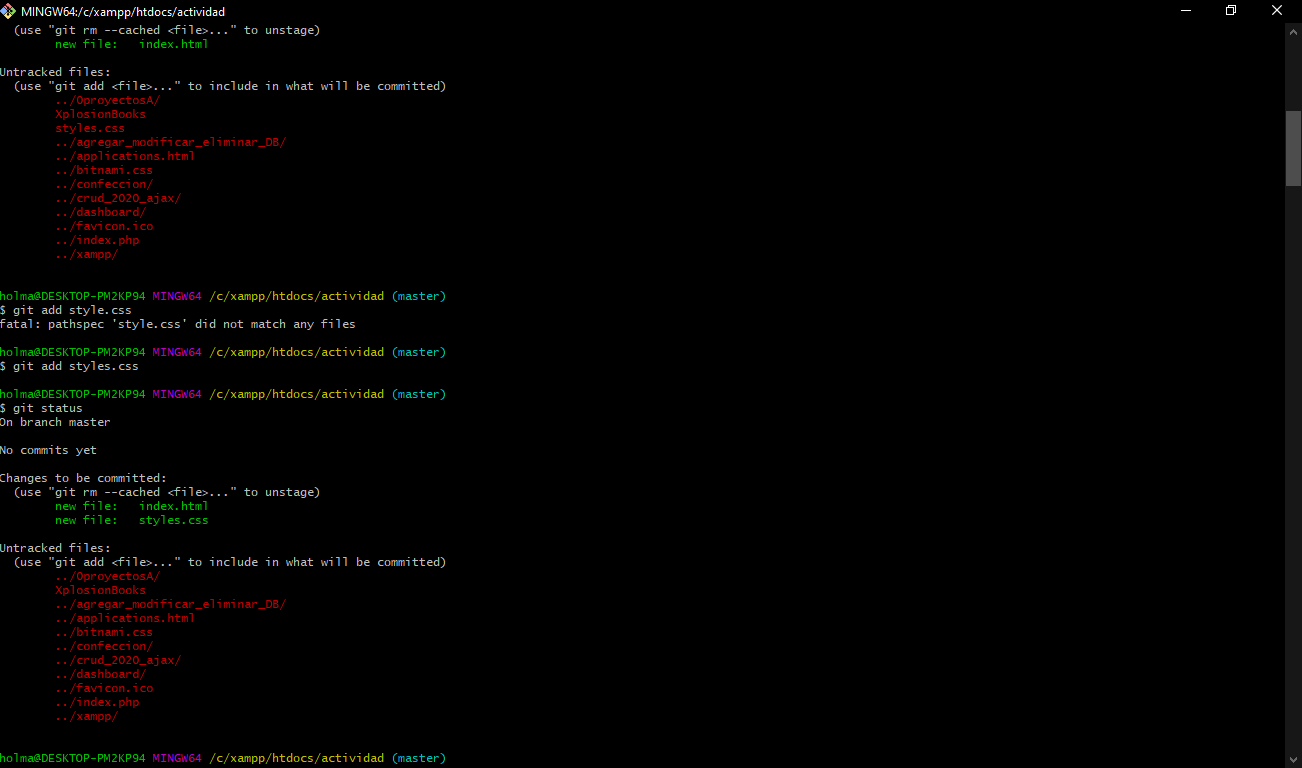 MINGW64:/c/xampp/htdocs/actividad
(use "git rm --cached <file>..." to unstage)
new file:   index.html
Untracked files:
(use "git add <file>..." to include in what will be committed)
../0proyectosA/
XplosionBooks
styles.css
../agregar_modificar_eliminar_DB/
../applications.html
../bitnami.css
../confeccion/
../crud_2020_ajax/
../dashboard/
../favicon.ico
../index.php
../xampp/
holma@DESKTOP-PM2KP94 MINGW64 /c/xampp/htdocs/actividad (master)
$ git add style.css
fatal: pathspec 'style.css' did not match any files
holma@DESKTOP-PM2KP94 MINGW64 /c/xampp/htdocs/actividad (master)
$ git add styles.css
holma@DESKTOP-PM2KP94 MINGW64 /c/xampp/htdocs/actividad (master)
$ git status
On branch master
No commits yet
Changes to be committed:
(use "git rm --cached <file>..." to unstage)
new file:   index.html
new file:   styles.css
Untracked files:
(use "git add <file>..." to include in what will be committed)
../0proyectosA/
XplosionBooks
../agregar_modificar_eliminar_DB/
../applications.html
../bitnami.css
../confeccion/
../crud_2020_ajax/
../dashboard/
../favicon.ico
../index.php
../xampp/
holma@DESKTOP-PM2KP94 MINGW64 /c/xampp/htdocs/actividad (master)